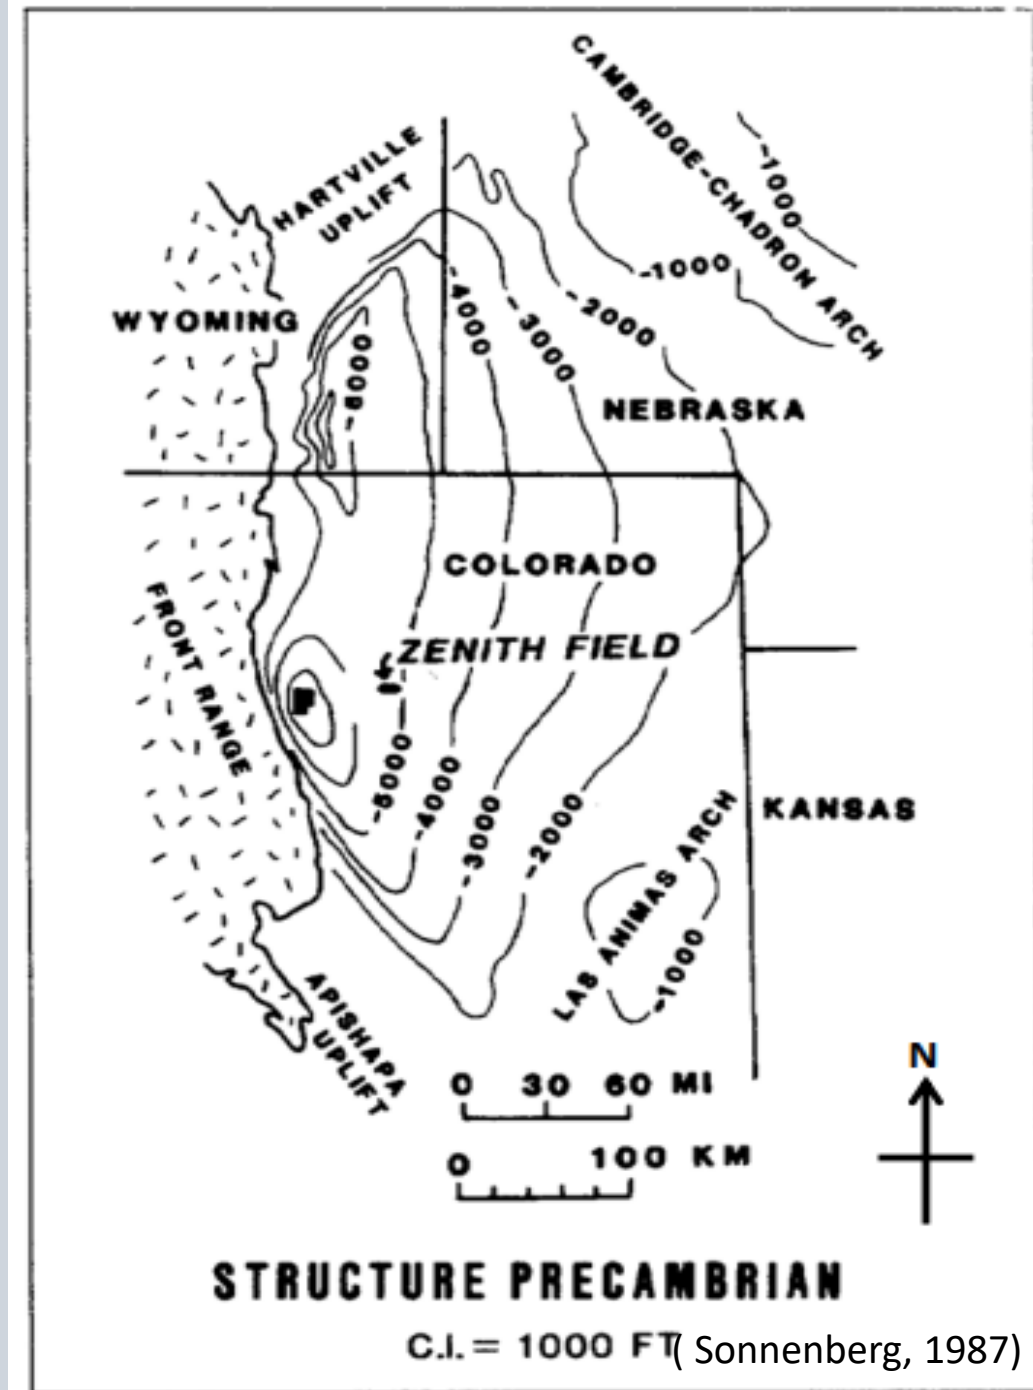 CAMBRIDGE-CHADRON ARCH
-1000
HARTVILLE
UPLIFT
-1000
WYOMING
-4000
-3000
-2000
-6000
NEBRASKA
COLORADO
FRONT RANGE
ZENITH FIELD
-5000
-4000
-3000
-2000
KANSAS
LAS ANIMAS ARCH
-1000
APISHAPA
UPLIFT
0 30 60 MI
0 100 KM
N
STRUCTURE PRECAMBRIAN
C.I. = 1000 FT ( Sonnenberg, 1987)